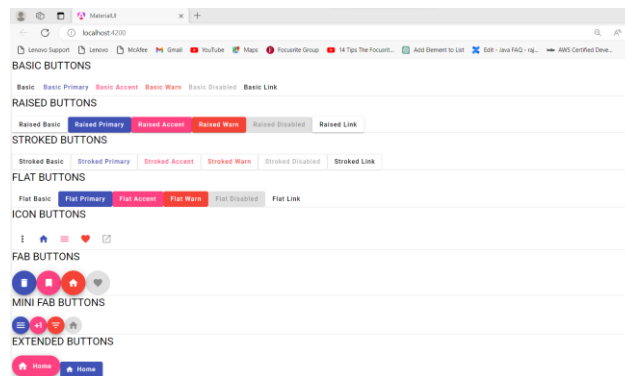 MaterialUI
localhost:4200
Lenovo Support Lenovo McAfee Gmail YouTube Maps Focusrite Group 14 Tips The Focusrit... Add Element to List Edit - Java FAQ - raj... AWS Certified Deve...
BASIC BUTTONS
Basic Basic Primary Basic Accent Basic Warn Basic Disabled Basic Link
RAISED BUTTONS
Raised Basic Raised Primary Raised Accent Raised Warn Raised Disabled Raised Link
STROKED BUTTONS
Stroked Basic Stroked Primary Stroked Accent Stroked Warn Stroked Disabled Stroked Link
FLAT BUTTONS
Flat Basic Flat Primary Flat Accent Flat Warn Flat Disabled Flat Link
ICON BUTTONS
FAB BUTTONS
MINI FAB BUTTONS
+1
EXTENDED BUTTONS
Home Home